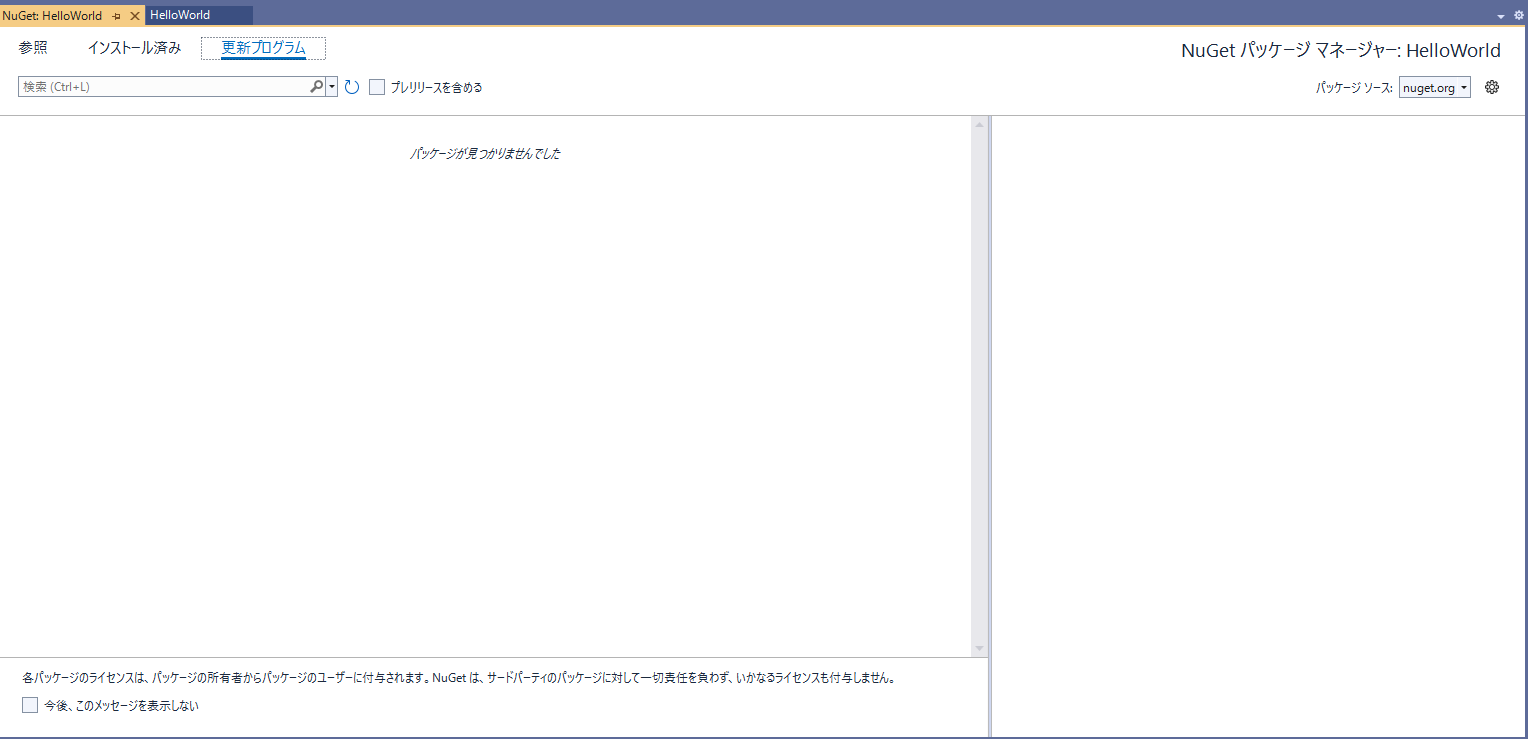 NuGet: HelloWorld
HelloWorld
参照 インストール済み 更新プログラム
NuGet パッケージ マネージャー: HelloWorld
検索 (Ctrl+L)
プレリリースを含める
パッケージ ソース: nuget.org
パッケージが見つかりませんでした
各パッケージのライセンスは、パッケージの所有者からパッケージのユーザーに付与されます。NuGet は、サードパーティのパッケージに対して一切責任を負わず、いかなるライセンスも付与しません。
今後、このメッセージを表示しない